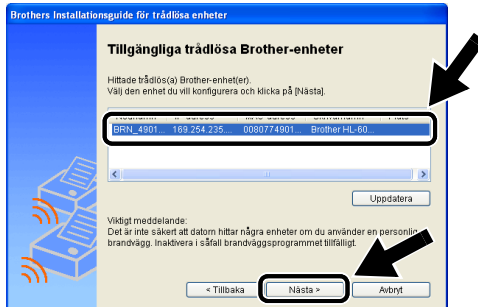 Brothers Installationsguide för trådlösa enheter
Tillgängliga trådlösa Brother-enheter
Hittade trådlös(a) Brother-enhet(er).
Välj den enhet du vill konfigurera och klicka på [Nästa].
BRN_4901... 169.254.235.... 0080774901... Brother HL-60...
Uppdatera
Viktigt meddelande:
Det är inte säkert att datorn hittar några enheter om du använder en personlig
brandvägg. Inaktivera i såfall brandväggsprogrammet tillfälligt.
< Tillbaka Nästa > Avbryt